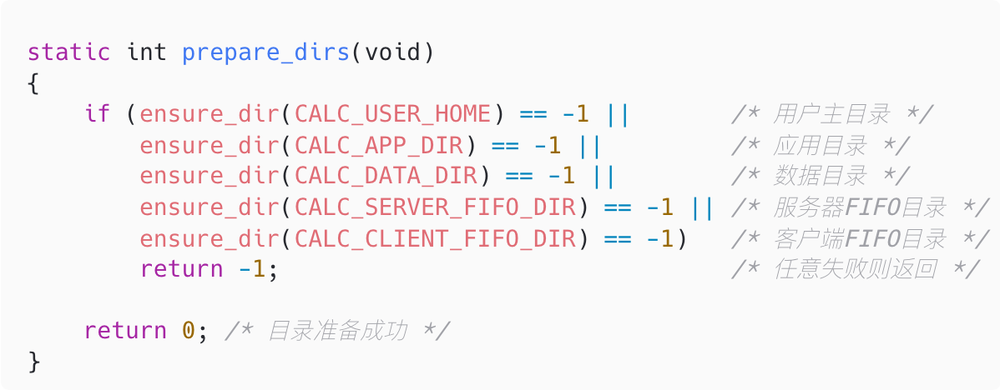 static int prepare_dirs(void)
{
    if (ensure_dir(CALC_USER_HOME) == -1 ||       /* 用户主目录 */
        ensure_dir(CALC_APP_DIR) == -1 ||         /* 应用目录 */
        ensure_dir(CALC_DATA_DIR) == -1 ||        /* 数据目录 */
        ensure_dir(CALC_SERVER_FIFO_DIR) == -1 || /* 服务器FIFO目录 */
        ensure_dir(CALC_CLIENT_FIFO_DIR) == -1)   /* 客户端FIFO目录 */
        return -1;                                /* 任意失败则返回 */

    return 0; /* 目录准备成功 */
}